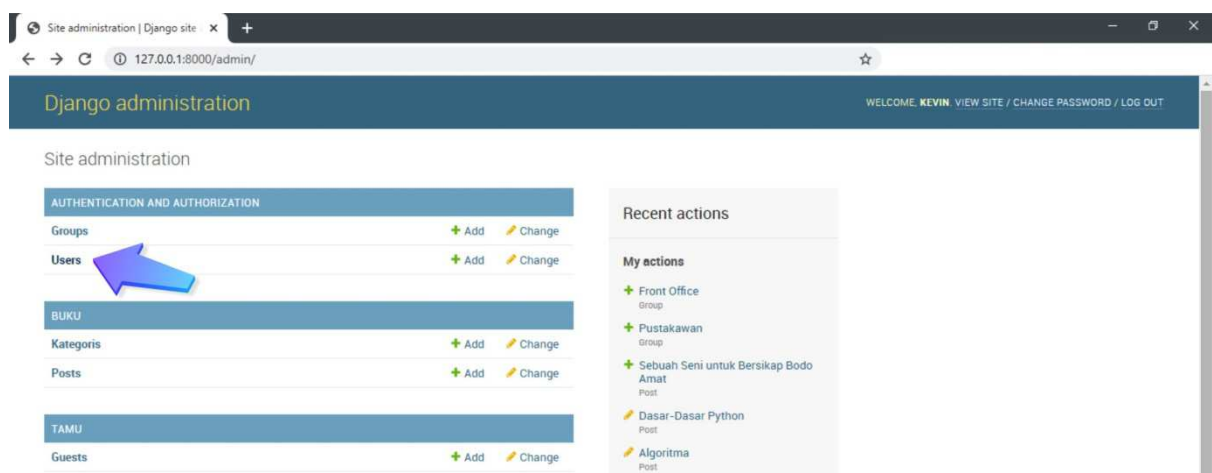 Site administration | Django site
127.0.0.1:8000/admin/
Django administration
WELCOME, KEVIN. VIEW SITE / CHANGE PASSWORD / LOG OUT
Site administration
AUTHENTICATION AND AUTHORIZATION
Groups + Add Change
Users + Add Change
BUKU
Kategoris + Add Change
Posts + Add Change
TAMU
Guests + Add Change
Recent actions
My actions
+ Front Office
Group
+ Pustakawan
Group
+ Sebuah Seni untuk Bersikap Bodo
Amat
Post
Dasar-Dasar Python
Post
Algoritma
Post